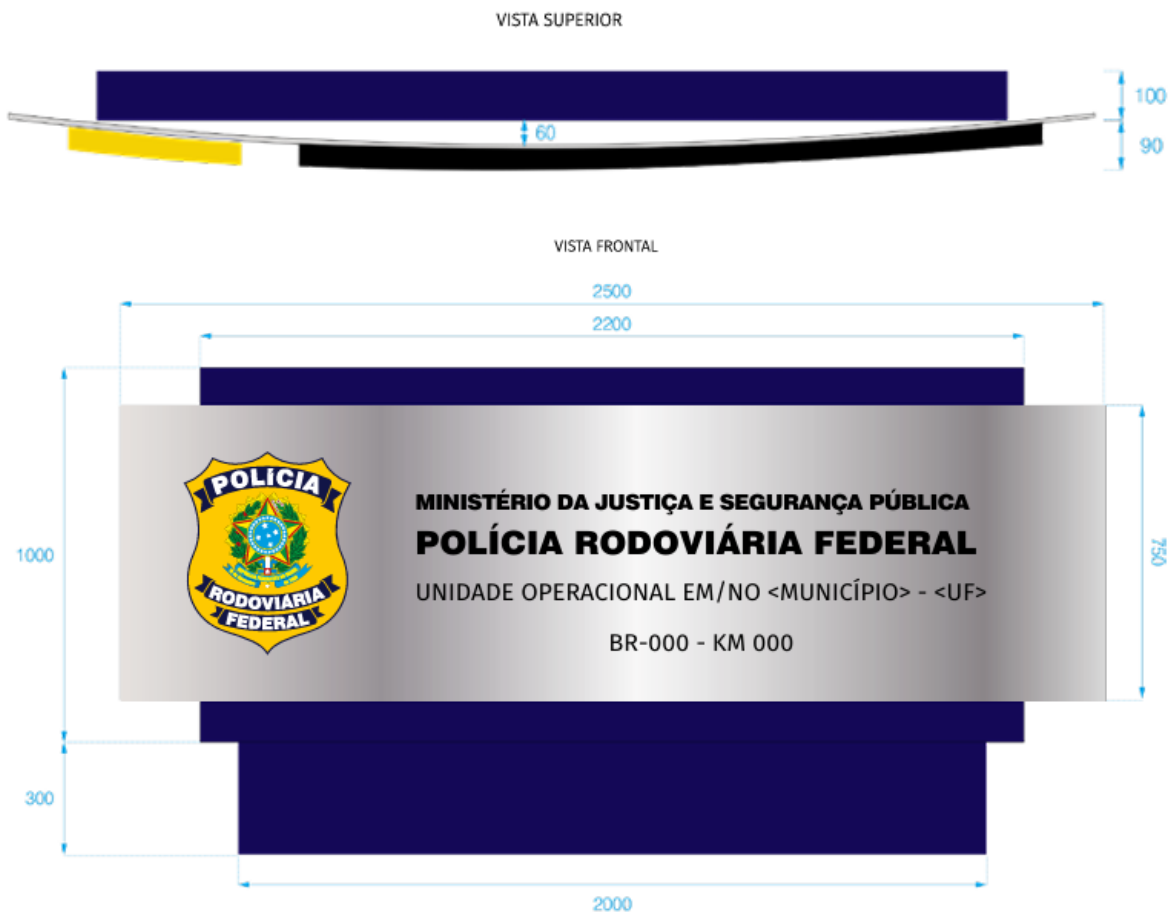 VISTA SUPERIOR
100
60
90
VISTA FRONTAL
2500
2200
POLÍCIA
MINISTÉRIO DA JUSTIÇA E SEGURANÇA PÚBLICA
POLÍCIA RODOVIÁRIA FEDERAL
1000
750
UNIDADE OPERACIONAL EM/NO <MUNICÍPIO> - <UF>
RODOVIÁRIA
FEDERAL
BR-000 - KM 000
300
2000